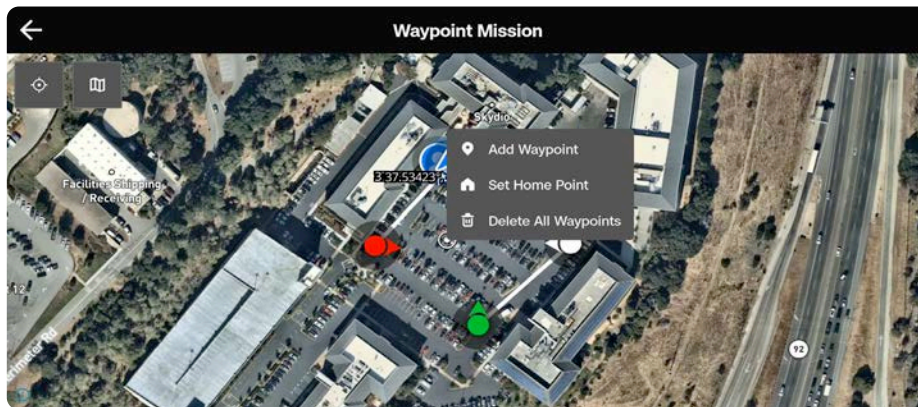 Waypoint Mission
Skydio
Add Waypoint
3 37.53423
Set Home Point
Facilities Shipping
/ Receiving
Delete All Waypoints
12
Rd
92